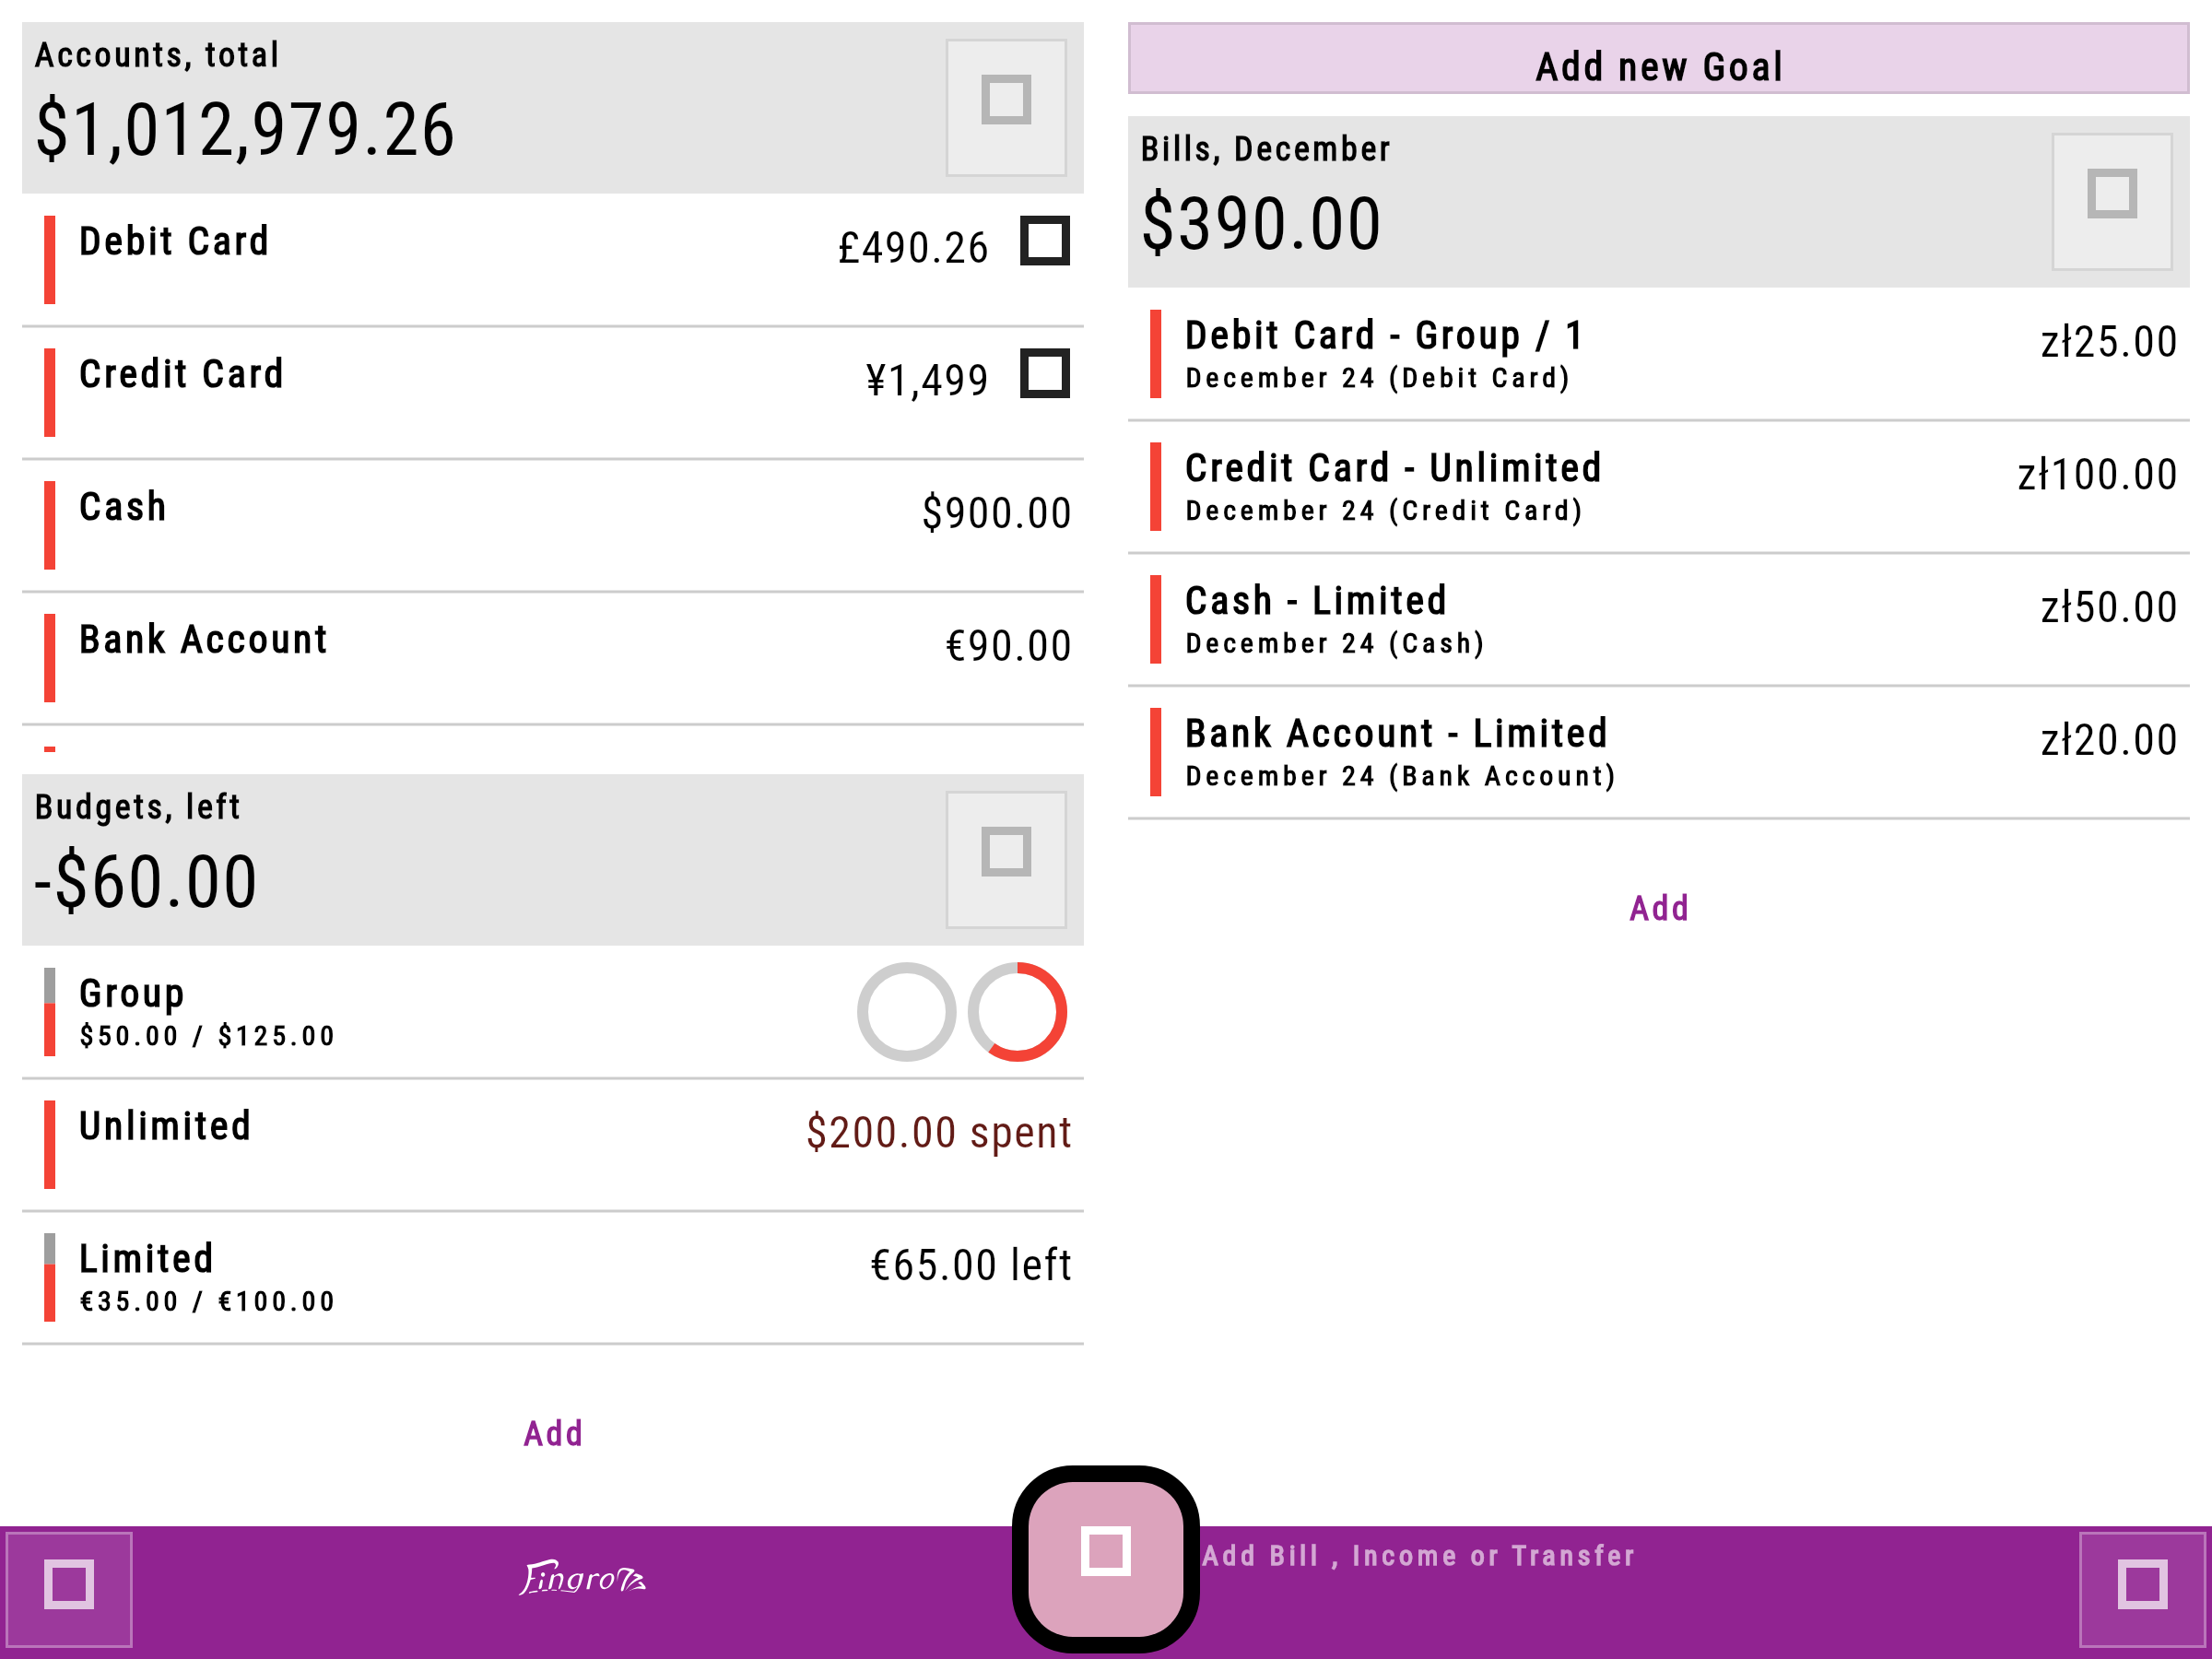 Accounts, total
$1,012,979.26
Debit Card
£490.26
Credit Card
¥1,499
Cash
$900.00
Bank Account
€90.00
Budgets, left
-$60.00
Group
$50.00 / $125.00
Unlimited
$200.00 spent
Limited
€65.00 left
€35.00 / €100.00
Add
Add new Goal
Bills, December
$390.00
Debit Card - Group / 1
zł25.00
December 24 (Debit Card)
Credit Card - Unlimited
zł100.00
December 24 (Credit Card)
Cash - Limited
zł50.00
December 24 (Cash)
Bank Account - Limited
zł20.00
December 24 (Bank Account)
Add
Fingro
Add Bill , Income or Transfer